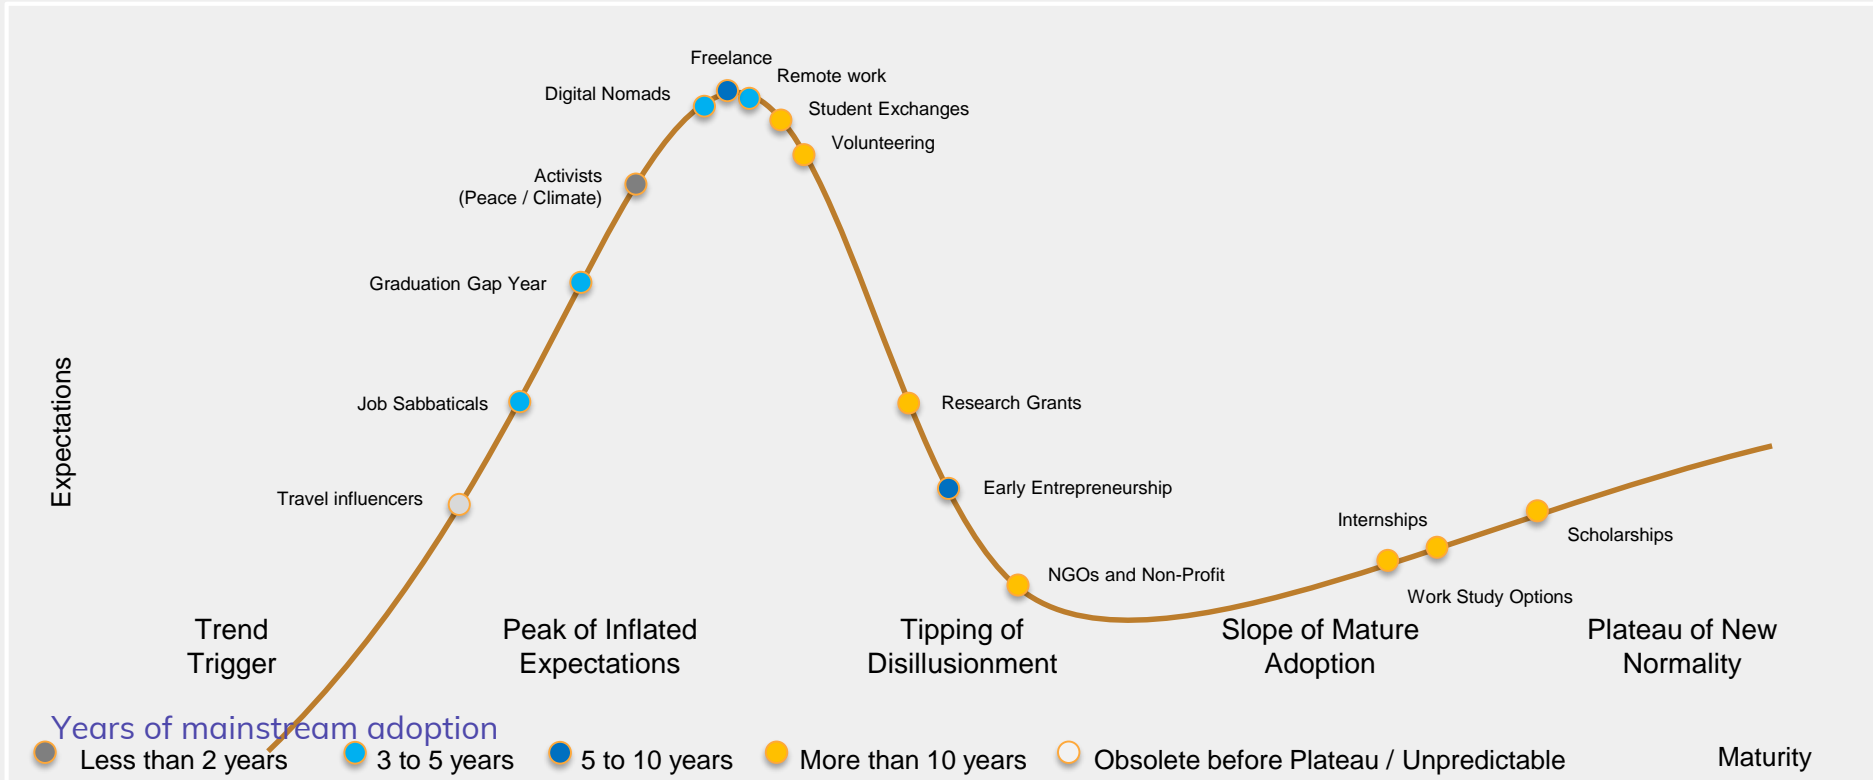 Freelance
Remote work
Digital Nomads
Student Exchanges
Volunteering
Activists
(Peace / Climate)
Graduation Gap Year
Expectations
Job Sabbaticals
Research Grants
Travel influencers
Early Entrepreneurship
Internships
Scholarships
NGOs and Non-Profit
Work Study Options
Trend
Trigger
Peak of Inflated
Expectations
Tipping of
Disillusionment
Slope of Mature
Adoption
Plateau of New
Normality
Years of mainstream adoption
Less than 2 years
3 to 5 years
5 to 10 years
More than 10 years
Obsolete before Plateau / Unpredictable
Maturity